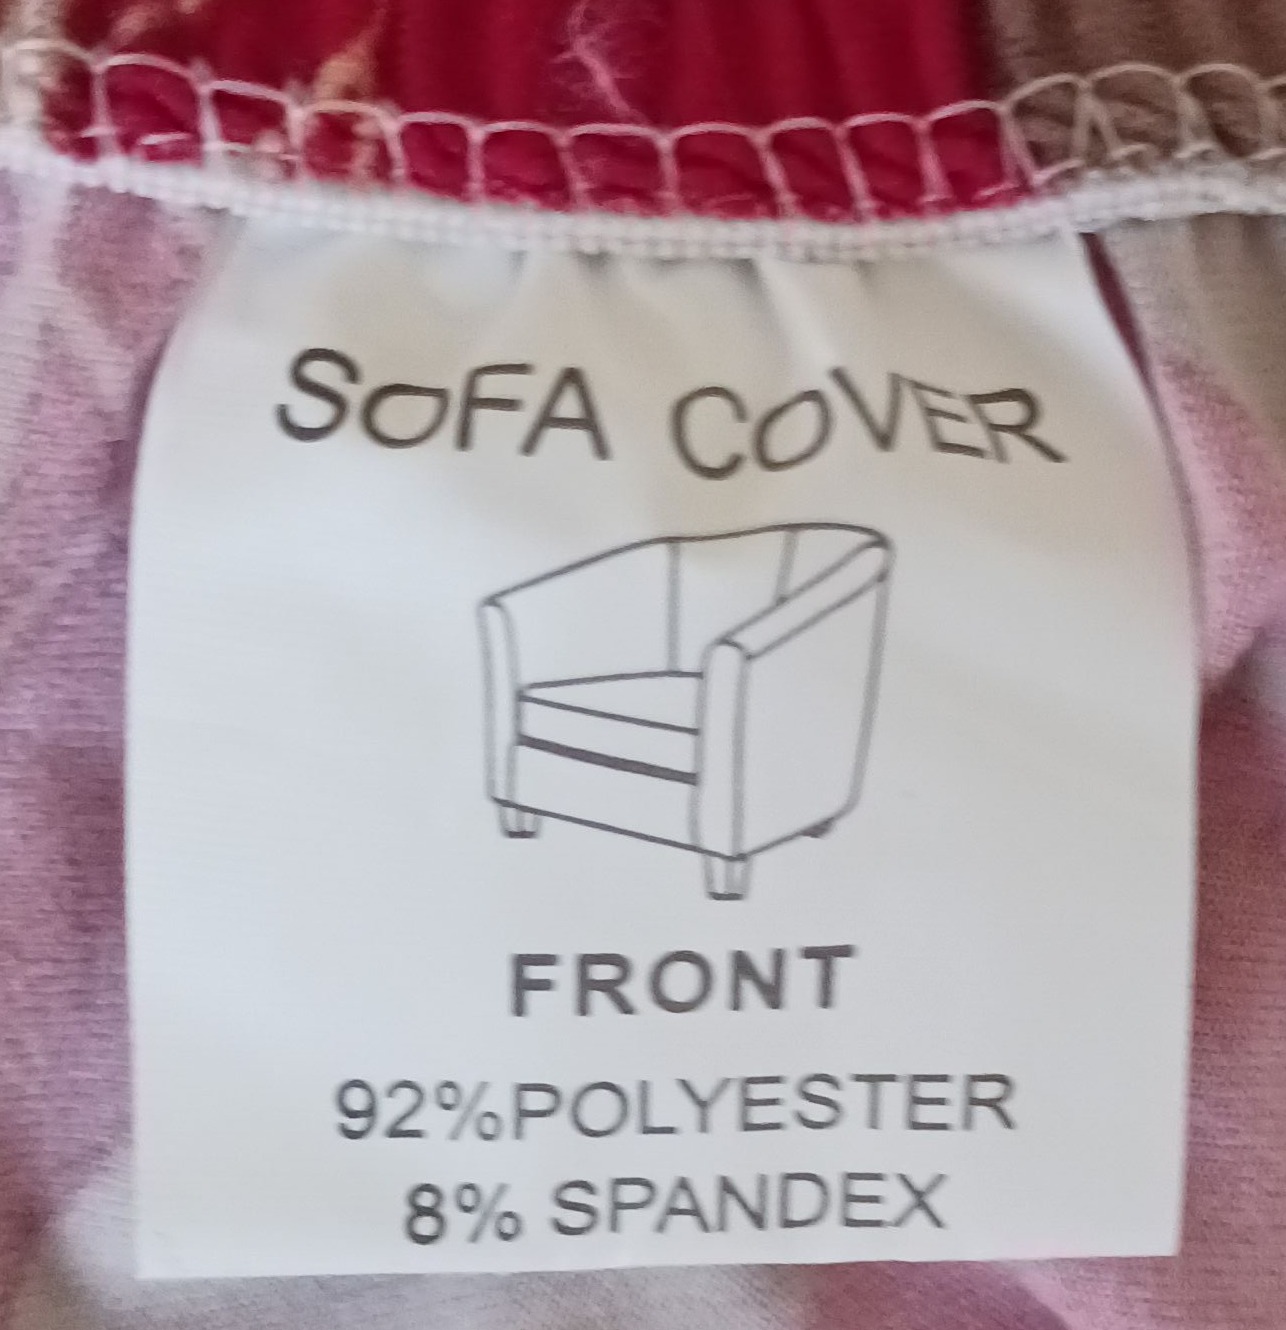 SOFA COVER
FRONT
92%POLYESTER
8% SPANDEX